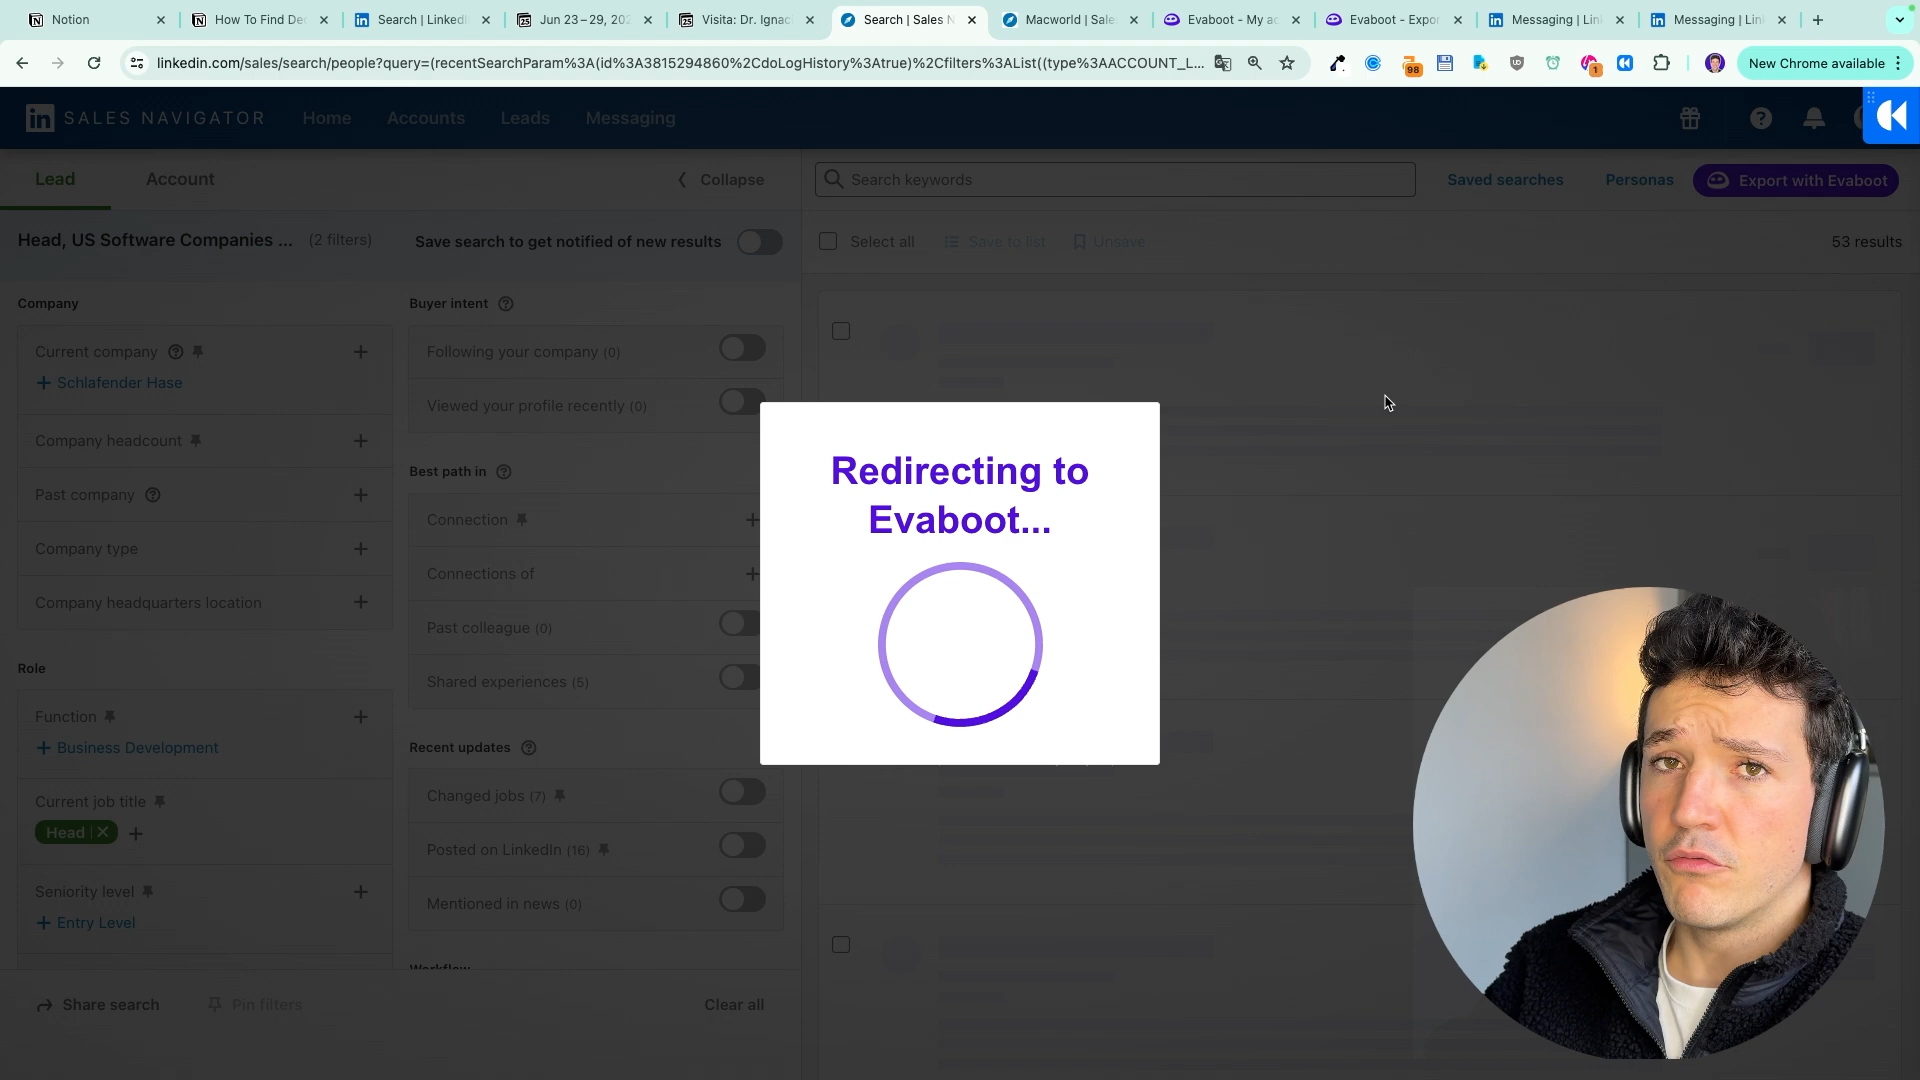 Notion
How To Find Dec
Search | LinkedI
Jun 23 – 29, 202
Visita: Dr. Ignac
Search | Sales N
Macworld | Sale
Evaboot - My ac
Evaboot - Expor
Messaging | Lin
Messaging | Lin
linkedin.com/sales/search/people?query=(recentSearchParam%3A(id%3A3815294860%2CdoLogHistory%3Atrue)%2Cfilters%3AList((type%3AACCOUNT_L...
98
1
New Chrome available
in SALES NAVIGATOR
Home
Accounts
Leads
Messaging
Lead
Account
Collapse
Search keywords
Saved searches
Personas
Export with Evaboot
Head, US Software Companies ...
(2 filters)
Save search to get notified of new results
Select all
Save to list
Unsave
53 results
Company
Buyer intent
Current company
+ Schlafender Hase
Following your company (0)
Viewed your profile recently (0)
Company headcount
Best path in
Past company
Connection
Company type
Connections of
Company headquarters location
Past colleague (0)
Role
Shared experiences (5)
Function
+ Business Development
Recent updates
Current job title
Head
Changed jobs (7)
Posted on LinkedIn (16)
Seniority level
+ Entry Level
Mentioned in news (0)
Workflow
Share search
Pin filters
Clear all
Redirecting to
Evaboot...